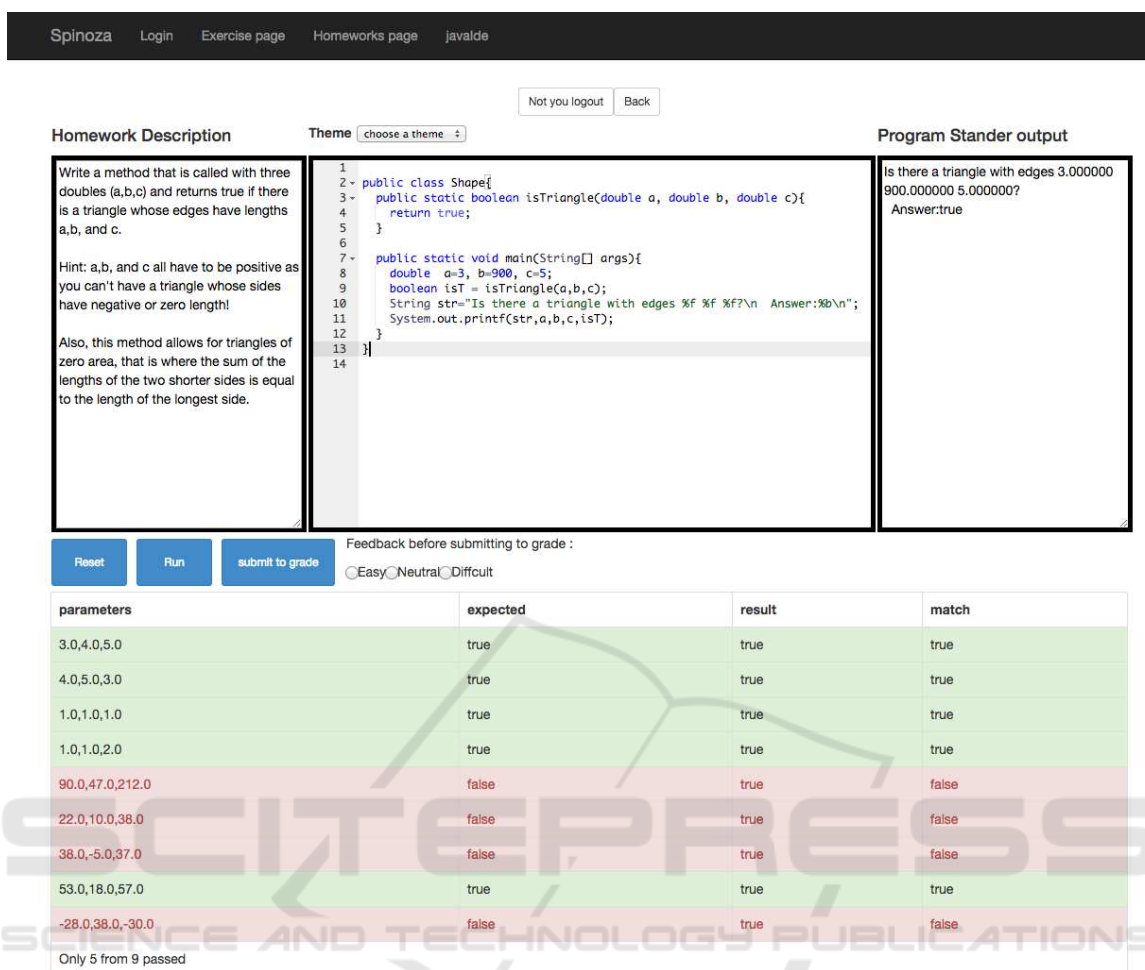 Spinoza Login Exercise page Homeworks page javaIde
Not you logout Back
Homework Description
Theme choose a theme
Program Stander output
Write a method that is called with three
doubles (a,b,c) and returns true if there
is a triangle whose edges have lengths
a,b, and c.
Hint: a,b, and c all have to be positive as
you can't have a triangle whose sides
have negative or zero length!
Also, this method allows for triangles of
zero area, that is where the sum of the
lengths of the two shorter sides is equal
to the length of the longest side.
1
2 public class Shape{
3 public static boolean isTriangle(double a, double b, double c){
4 return true;
5 }
6
7 public static void main(String[] args){
8 double a=3, b=900, c=5;
9 boolean isT = isTriangle(a,b,c);
10 String str="Is there a triangle with edges %f %f %f?\n Answer:%b\n";
11 System.out.printf(str,a,b,c,isT);
12 }
13 }
14
Is there a triangle with edges 3.000000
900.000000 5.000000?
Answer:true
Reset Run submit to grade
Feedback before submitting to grade :
Easy Neutral Diffcult
parameters expected result match
3.0,4.0,5.0 true true true
4.0,5.0,3.0 true true true
1.0,1.0,1.0 true true true
1.0,1.0,2.0 true true true
90.0,47.0,212.0 false true false
22.0,10.0,38.0 false true false
38.0,-5.0,37.0 false true false
53.0,18.0,57.0 true true true
-28.0,38.0,-30.0 false true false
Only 5 from 9 passed
SCITEPRESS
SCIENCE AND TECHNOLOGY PUBLICATIONS